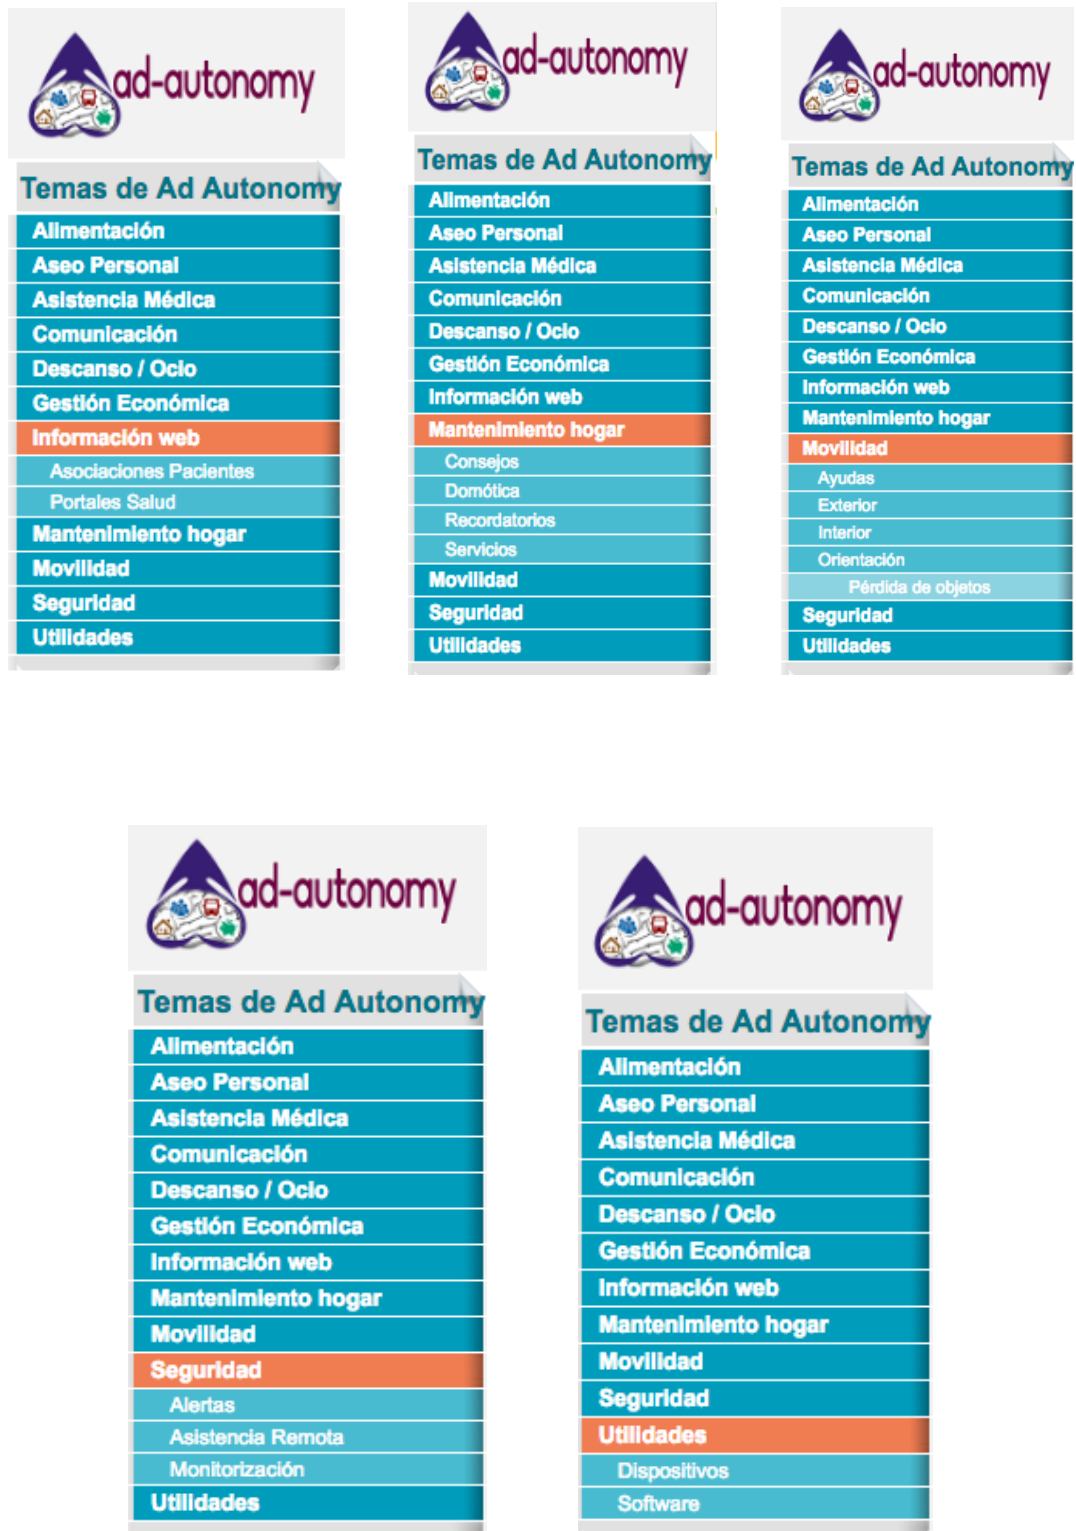 ad-autonomy
Temas de Ad Autonomy
Alimentación
Aseo Personal
Asistencia Médica
Comunicación
Descanso / Ocio
Gestión Económica
Información web
Asociaciones Pacientes
Portales Salud
Mantenimiento hogar
Movilidad
Seguridad
Utilidades
ad-autonomy
Temas de Ad Autonomy
Alimentación
Aseo Personal
Asistencia Médica
Comunicación
Descanso / Ocio
Gestión Económica
Información web
Mantenimiento hogar
Consejos
Domótica
Recordatorios
Servicios
Movilidad
Seguridad
Utilidades
ad-autonomy
Temas de Ad Autonomy
Alimentación
Aseo Personal
Asistencia Médica
Comunicación
Descanso / Ocio
Gestión Económica
Información web
Mantenimiento hogar
Movilidad
Ayudas
Exterior
Interior
Orientación
Pérdida de objetos
Seguridad
Utilidades
ad-autonomy
Temas de Ad Autonomy
Alimentación
Aseo Personal
Asistencia Médica
Comunicación
Descanso / Ocio
Gestión Económica
Información web
Mantenimiento hogar
Movilidad
Seguridad
Alertas
Asistencia Remota
Monitorización
Utilidades
ad-autonomy
Temas de Ad Autonomy
Alimentación
Aseo Personal
Asistencia Médica
Comunicación
Descanso / Ocio
Gestión Económica
Información web
Mantenimiento hogar
Movilidad
Seguridad
Utilidades
Dispositivos
Software